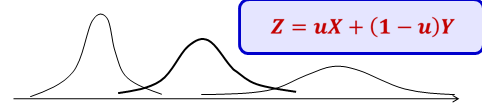 Z = uX + (1 − u)Y